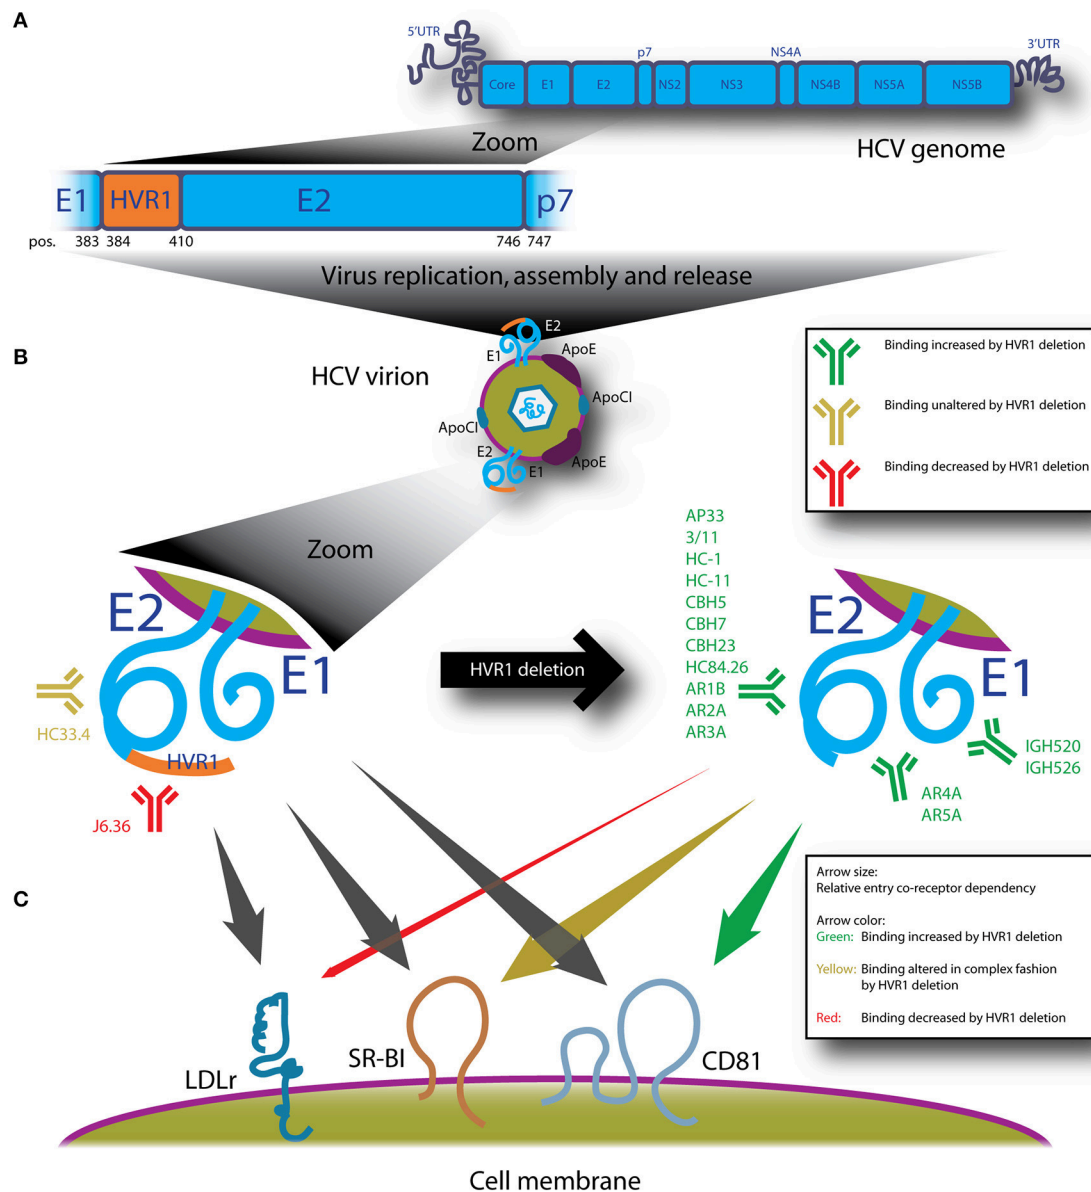 A
5'UTR
p7
NS4A
3'UTR
Core
E1
E2
NS2
NS3
NS4B
NS5A
NS5B
Zoom
HCV genome
E1
HVR1
E2
p7
pos.
383
384
410
746
747
Virus replication, assembly and release
B
HCV virion
E2
E1
ApoE
ApoCI
ApoCI
E2
E1
ApoE
Binding increased by HVR1 deletion
Binding unaltered by HVR1 deletion
Binding decreased by HVR1 deletion
Zoom
E2
E1
HC33.4
HVR1
J6.36
HVR1 deletion
AP33
3/11
HC-1
HC-11
CBH5
CBH7
CBH23
HC84.26
AR1B
AR2A
AR3A
E2
E1
IGH520
IGH526
AR4A
AR5A
C
Arrow size:
Relative entry co-receptor dependency
Arrow color:
Green: Binding increased by HVR1 deletion
Yellow: Binding altered in complex fashion
by HVR1 deletion
Red: Binding decreased by HVR1 deletion
LDLr
SR-BI
CD81
Cell membrane